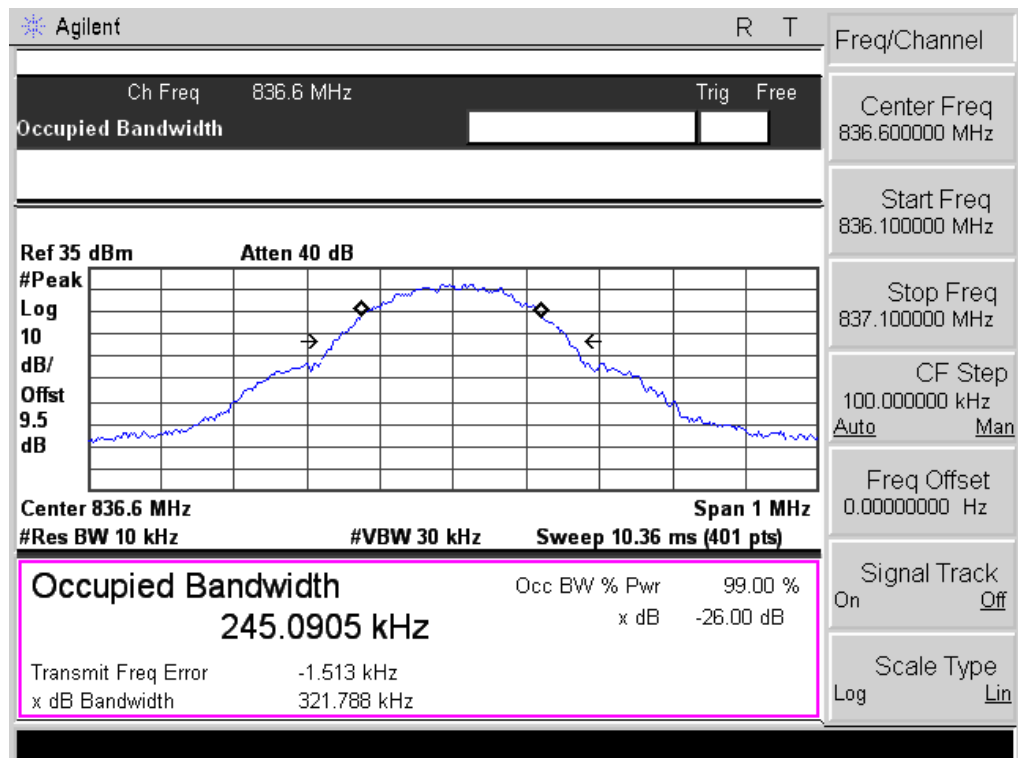 Agilent R T
Freq/Channel
Ch Freq 836.6 MHz Trig Free
Occupied Bandwidth
Center Freq
836.600000 MHz
Start Freq
836.100000 MHz
Ref 35 dBm Atten 40 dB
#Peak
Log
10
dB/
Offst
9.5
dB
Stop Freq
837.100000 MHz
CF Step
100.000000 kHz
Auto Man
Center 836.6 MHz Span 1 MHz
#Res BW 10 kHz #VBW 30 kHz Sweep 10.36 ms (401 pts)
Freq Offset
0.00000000 Hz
Occupied Bandwidth Occ BW % Pwr 99.00 %
245.0905 kHz x dB -26.00 dB
Signal Track
On Off
Transmit Freq Error -1.513 kHz
x dB Bandwidth 321.788 kHz
Scale Type
Log Lin